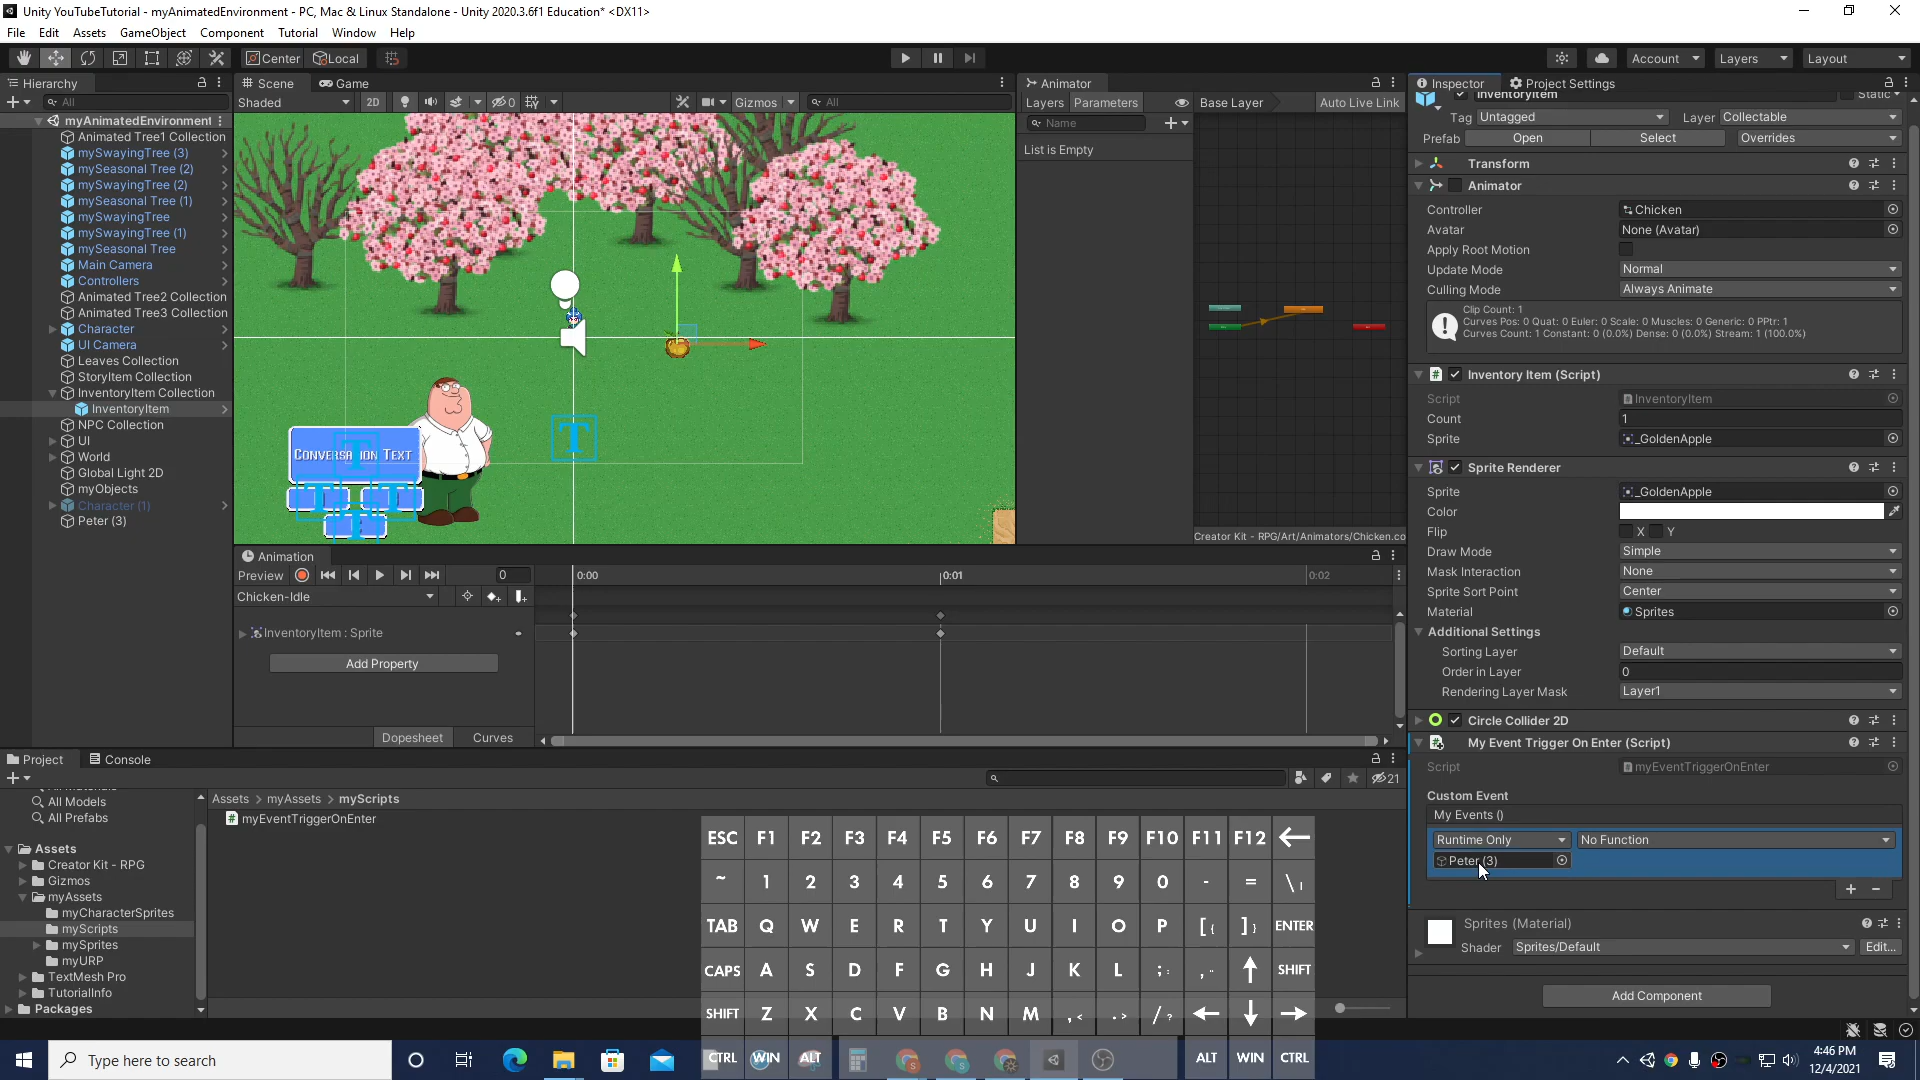 Unity YouTubeTutorial - myAnimatedEnvironment - PC, Mac & Linux Standalone - Unity 2020.3.6f1 Education* <DX11>
File Edit Assets GameObject Component Tutorial Window Help
Center Local
Account Layers Layout
Hierarchy
All
myAnimatedEnvironment
Animated Tree1 Collection
mySwayingTree (3)
mySeasonal Tree (2)
mySwayingTree (2)
mySeasonal Tree (1)
mySwayingTree
mySwayingTree (1)
mySeasonal Tree
Main Camera
Controllers
Animated Tree2 Collection
Animated Tree3 Collection
Character
UI Camera
Leaves Collection
StoryItem Collection
InventoryItem Collection
InventoryItem
NPC Collection
UI
World
Global Light 2D
myObjects
Character (1)
Peter (3)
Scene Game
Shaded 2D 0 Gizmos All
Conversation Text
T
Animator
Layers Parameters Base Layer Auto Live Link
Name
List is Empty
Creator Kit - RPG/Art/Animators/Chicken.co
Animation
Preview 0 0:00 0:01 0:02
Chicken-Idle
InventoryItem : Sprite
Add Property
Dopesheet Curves
Inspector Project Settings
InventoryItem Static
Tag Untagged Layer Collectable
Prefab Open Select Overrides
Transform
Animator
Controller Chicken
Avatar None (Avatar)
Apply Root Motion
Update Mode Normal
Culling Mode Always Animate
Clip Count: 1
Curves Pos: 0 Quat: 0 Euler: 0 Scale: 0 Muscles: 0 Generic: 0 PPtr: 1
Curves Count: 1 Constant: 0 (0.0%) Dense: 0 (0.0%) Stream: 1 (100.0%)
Inventory Item (Script)
Script InventoryItem
Count 1
Sprite _GoldenApple
Sprite Renderer
Sprite _GoldenApple
Color
Flip X Y
Draw Mode Simple
Mask Interaction None
Sprite Sort Point Center
Material Sprites
Additional Settings
Sorting Layer Default
Order in Layer 0
Rendering Layer Mask Layer1
Circle Collider 2D
My Event Trigger On Enter (Script)
Script myEventTriggerOnEnter
Custom Event
My Events ()
Runtime Only No Function
Peter (3)
+ −
Sprites (Material)
Shader Sprites/Default Edit...
Add Component
Project Console
21
All Models
All Prefabs
Assets
Creator Kit - RPG
Gizmos
myAssets
myCharacterSprites
myScripts
mySprites
myURP
TextMesh Pro
TutorialInfo
Packages
Assets > myAssets > myScripts
myEventTriggerOnEnter
ESC F1 F2 F3 F4 F5 F6 F7 F8 F9 F10 F11 F12 ←
~ 1 2 3 4 5 6 7 8 9 0 - = \ |
TAB Q W E R T Y U I O P [ { ] } ENTER
CAPS A S D F G H J K L ; : ↑ SHIFT
SHIFT Z X C V B N M , < . > / ? ← ↓ →
CTRL WIN ALT ALT WIN CTRL
Type here to search
4:46 PM
12/4/2021